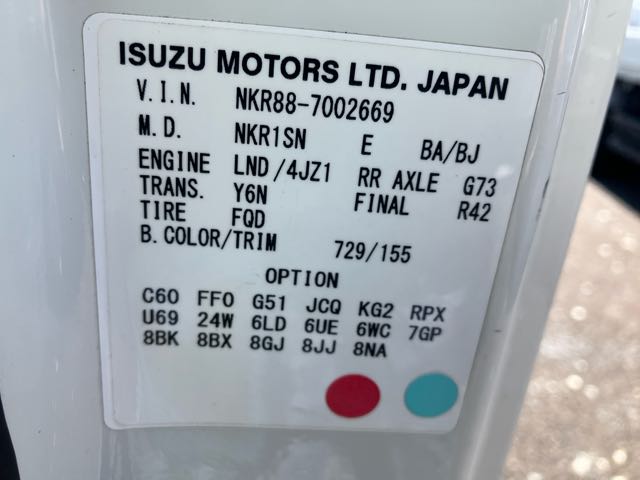 ISUZU MOTORS LTD. JAPAN
V.I.N. NKR88-7002669
M.D. NKR1SN E BA/BJ
ENGINE LND/4JZ1 RR AXLE G73
TRANS. Y6N FINAL R42
TIRE FQD
B.COLOR/TRIM 729/155
OPTION
C60 FF0 G51 JCQ KG2 RPX
U69 24W 6LD 6UE 6WC 7GP
8BK 8BX 8GJ 8JJ 8NA